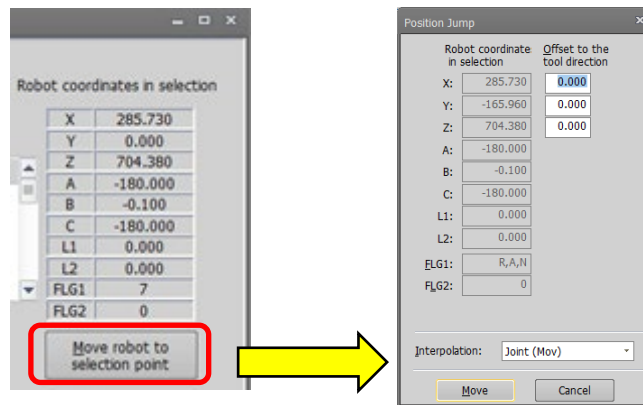 Robot coordinates in selection
X 285.730
Y 0.000
Z 704.380
A -180.000
B -0.100
C -180.000
L1 0.000
L2 0.000
FLG1 7
FLG2 0
Move robot to
selection point
Position Jump
Robot coordinate Offset to the
in selection tool direction
X: 285.730 0.000
Y: -165.960 0.000
Z: 704.380 0.000
A: -180.000
B: -0.100
C: -180.000
L1: 0.000
L2: 0.000
FLG1: R,A,N
FLG2: 0
Interpolation: Joint (Mov)
Move Cancel